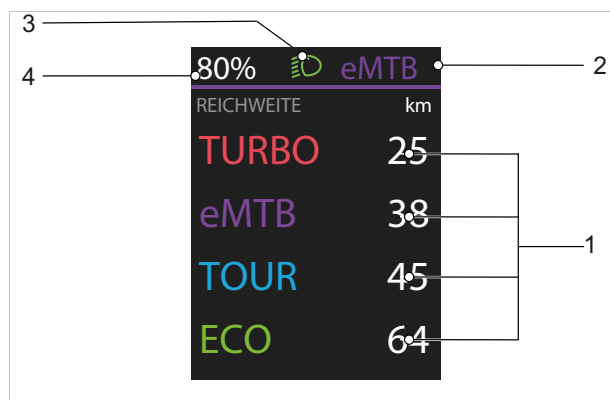 3
4
80% eMTB
2
REICHWEITE km
TURBO 25
eMTB 38
1
TOUR 45
ECO 64